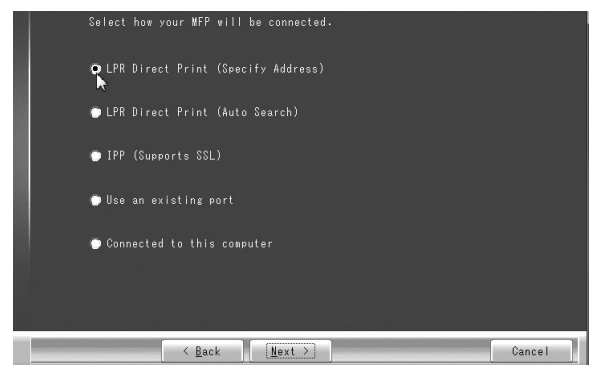 Select how your MFP will be connected.
LPR Direct Print (Specify Address)
LPR Direct Print (Auto Search)
IPP (Supports SSL)
Use an existing port
Connected to this computer
< Back Next > Cancel